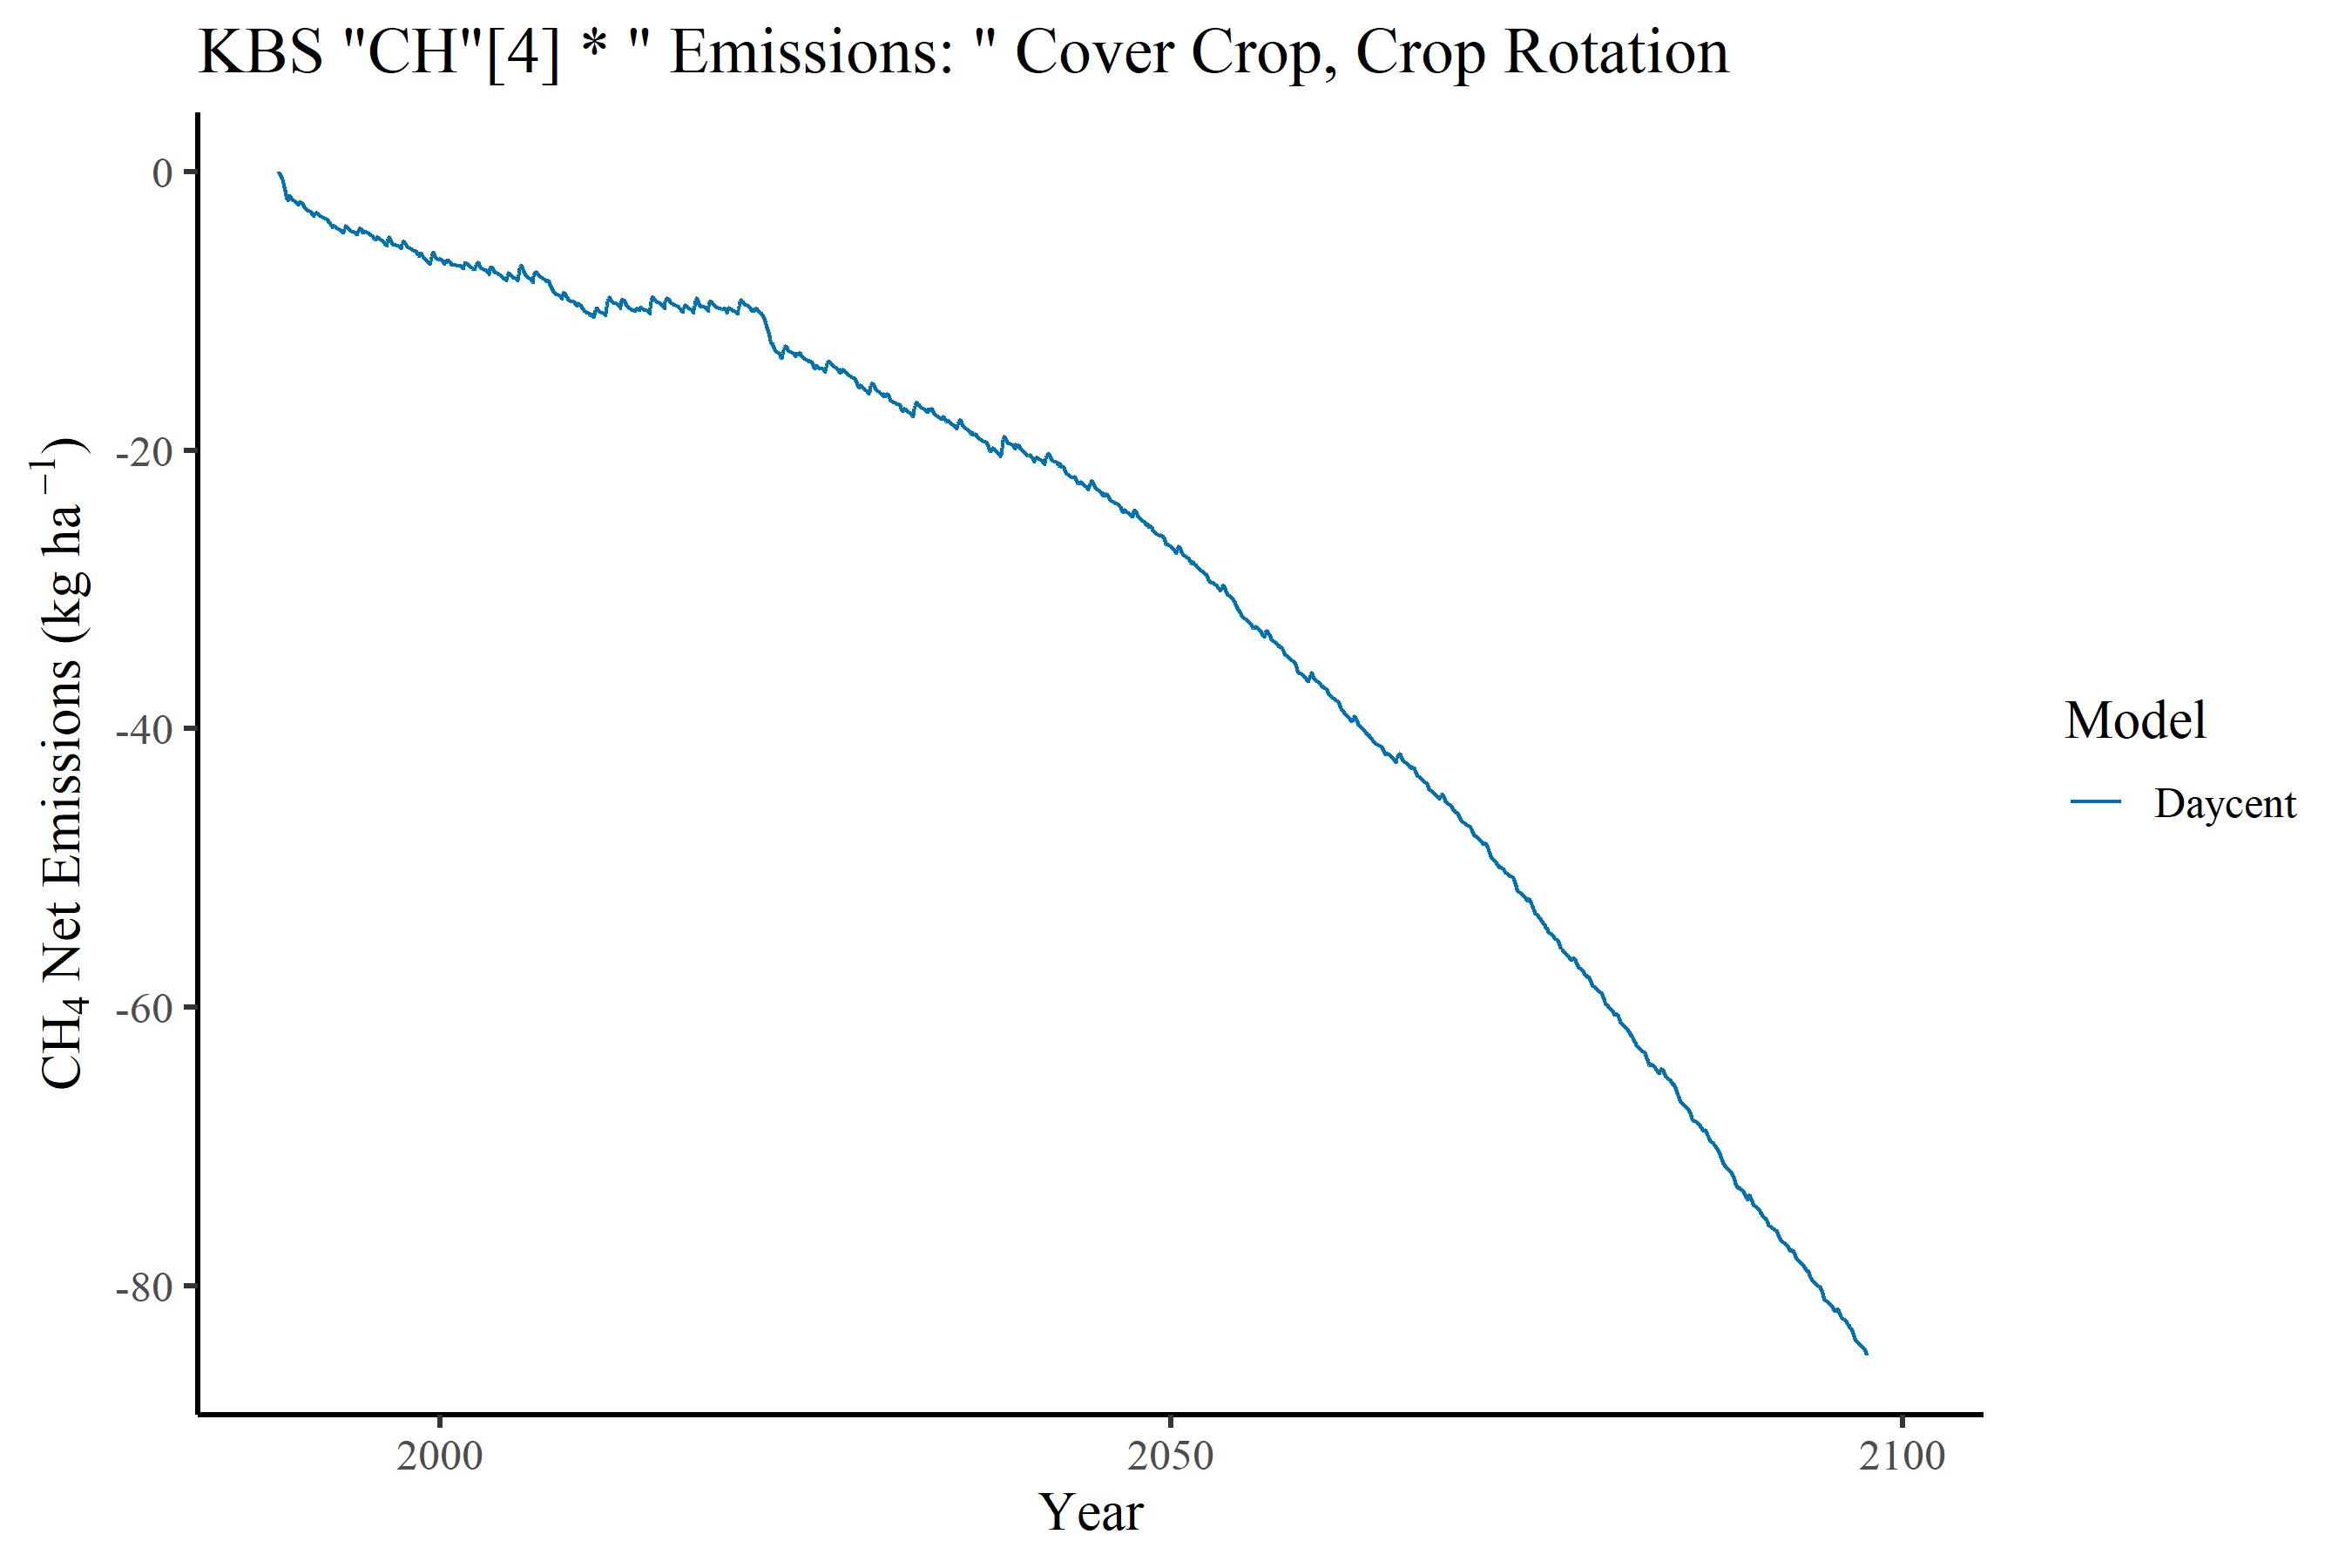 KBS "CH"[4] * " Emissions: " Cover Crop, Crop Rotation
CH₄ Net Emissions (kg ha ⁻¹)
0
-20
-40
-60
-80
2000
2050
2100
Year
Model
Daycent